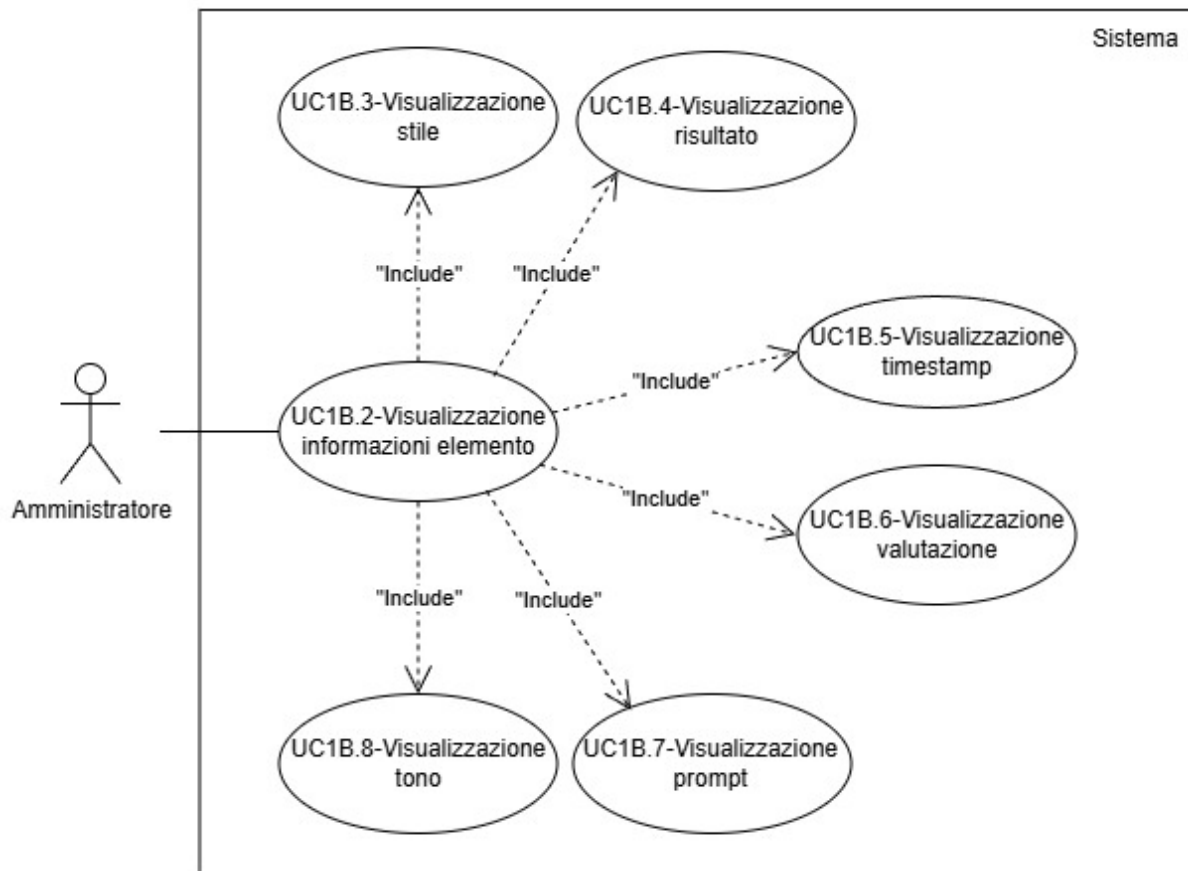 Sistema
UC1B.3-Visualizzazione
stile
UC1B.4-Visualizzazione
risultato
"Include"
"Include"
UC1B.5-Visualizzazione
timestamp
"Include"
UC1B.2-Visualizzazione
informazioni elemento
Amministratore
"Include"
UC1B.6-Visualizzazione
valutazione
"Include"
"Include"
UC1B.8-Visualizzazione
tono
UC1B.7-Visualizzazione
prompt